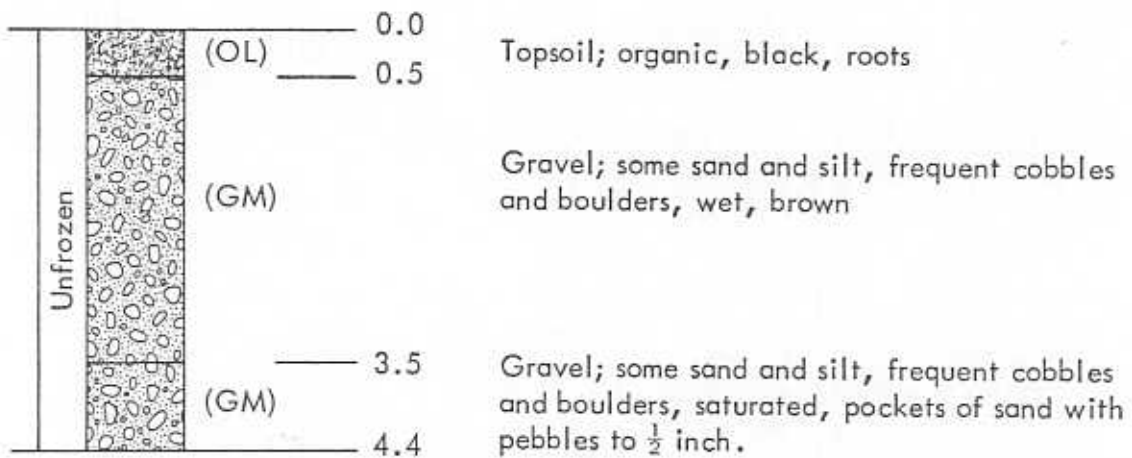 0.0
(OL)
Topsoil; organic, black, roots
0.5
Unfrozen
(GM)
Gravel; some sand and silt, frequent cobbles
and boulders, wet, brown
3.5
Gravel; some sand and silt, frequent cobbles
(GM)
and boulders, saturated, pockets of sand with
pebbles to ½ inch.
4.4